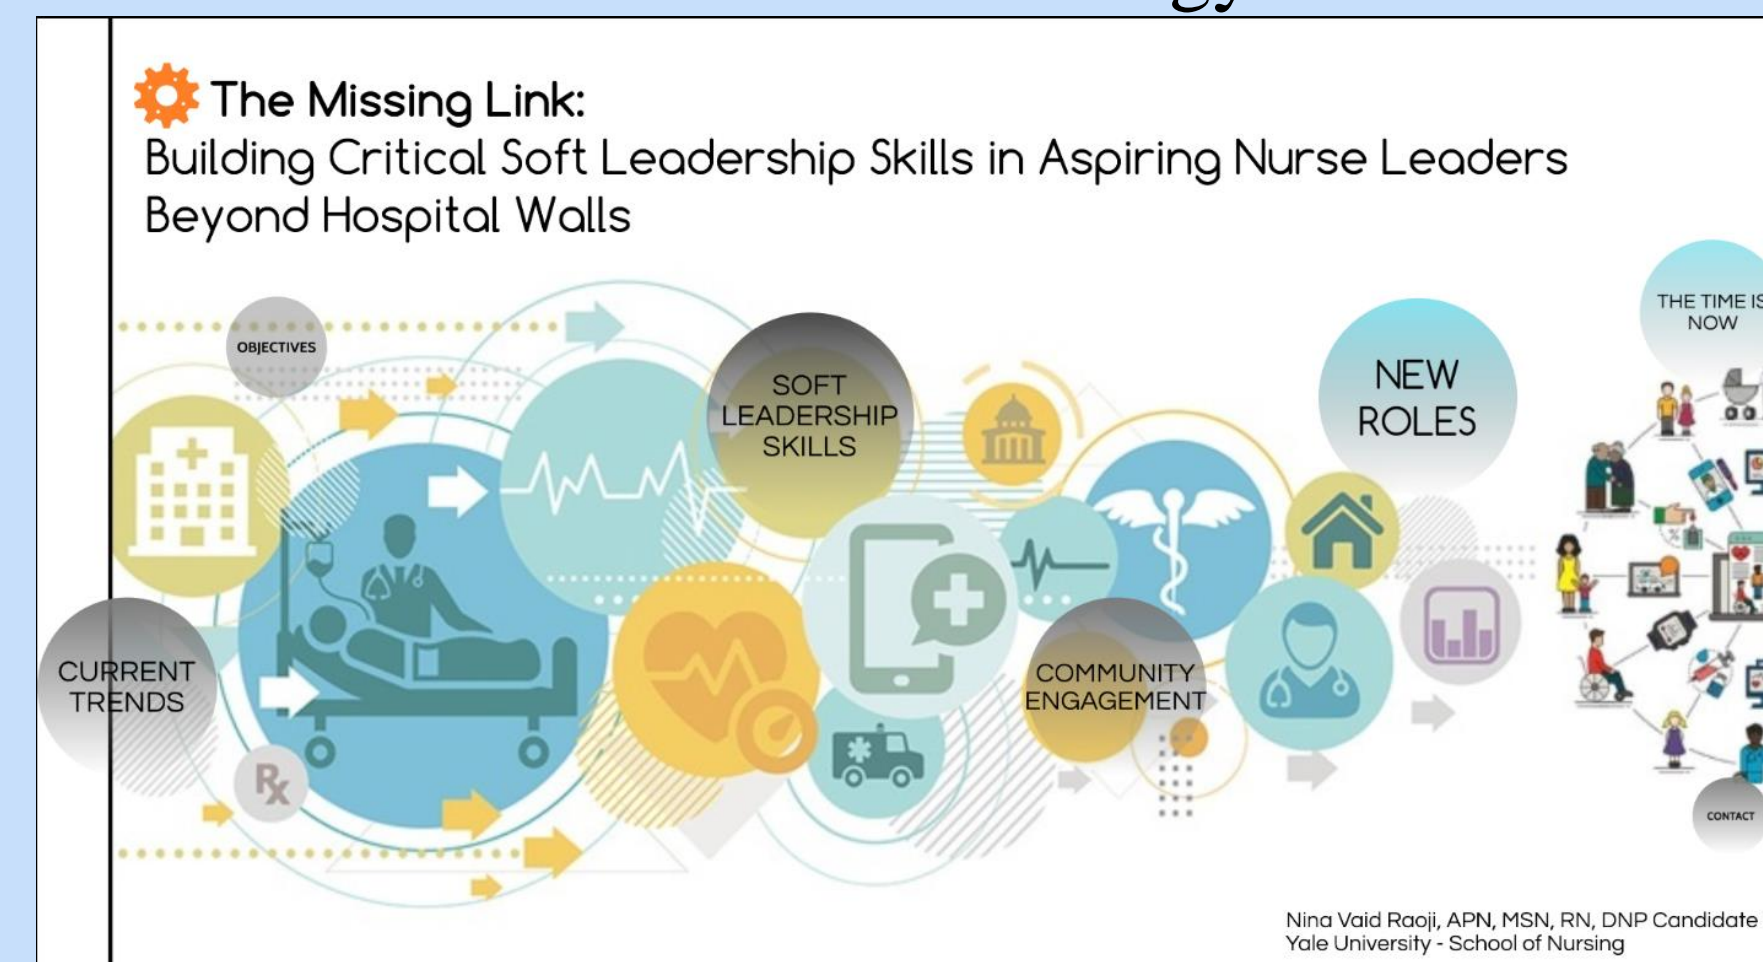 The Missing Link:
Building Critical Soft Leadership Skills in Aspiring Nurse Leaders
Beyond Hospital Walls
OBJECTIVES
CURRENT
TRENDS
SOFT
LEADERSHIP
SKILLS
COMMUNITY
ENGAGEMENT
NEW
ROLES
THE TIME IS
NOW
CONTACT
Rx
Nina Vaid Raoji, APN, MSN, RN, DNP Candidate
Yale University - School of Nursing